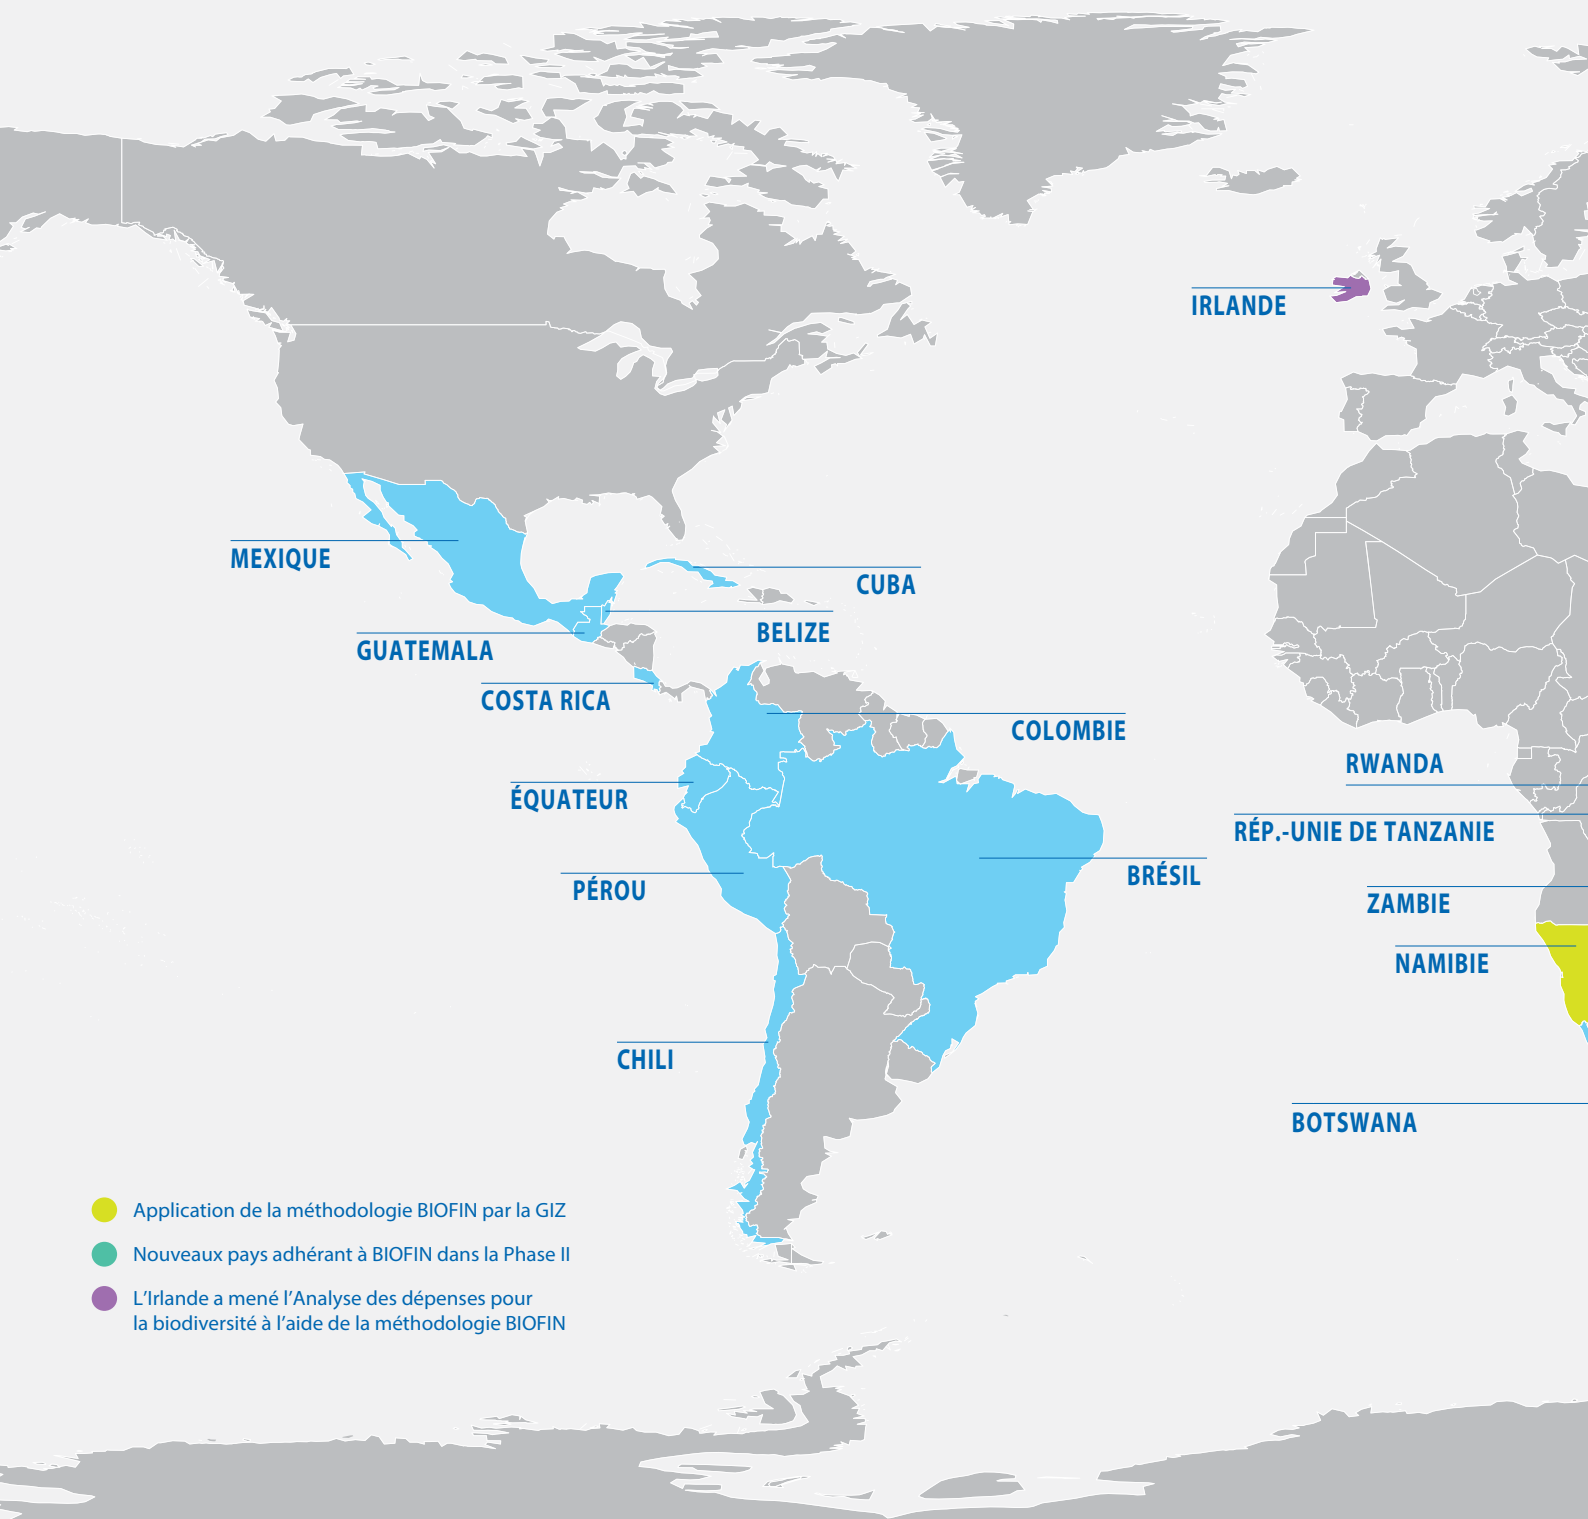 IRLANDE
MEXIQUE
CUBA
BELIZE
GUATEMALA
COSTA RICA
COLOMBIE
RWANDA
ÉQUATEUR
RÉP.-UNIE DE TANZANIE
BRÉSIL
PÉROU
ZAMBIE
NAMIBIE
CHILI
BOTSWANA
Application de la méthodologie BIOFIN par la GIZ
Nouveaux pays adhérant à BIOFIN dans la Phase II
L’Irlande a mené l’Analyse des dépenses pour
la biodiversité à l’aide de la méthodologie BIOFIN